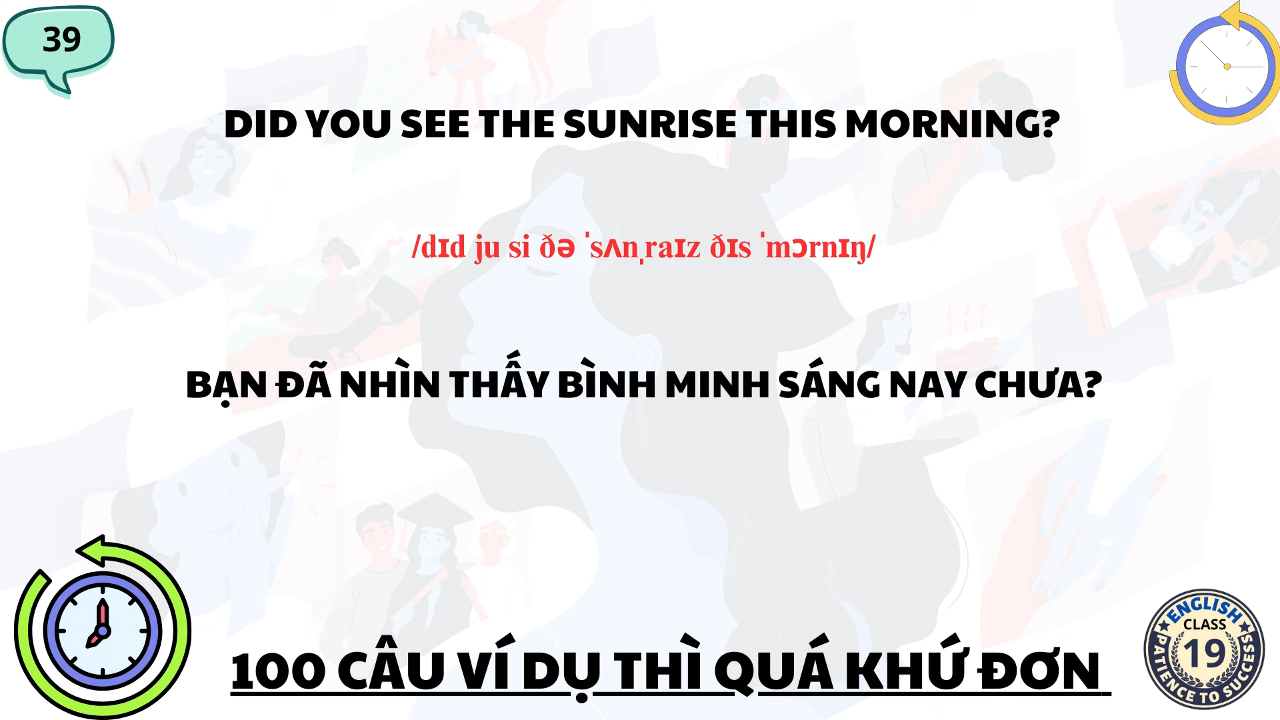 39
DID YOU SEE THE SUNRISE THIS MORNING?
/dɪd ju si ðə ˈsʌnˌraɪz ðɪs ˈmɔrnɪŋ/
BẠN ĐÃ NHÌN THẤY BÌNH MINH SÁNG NAY CHƯA?
100 CÂU VÍ DỤ THÌ QUÁ KHỨ ĐƠN
ENGLISH
CLASS
19
PATIENCE TO SUCCESS